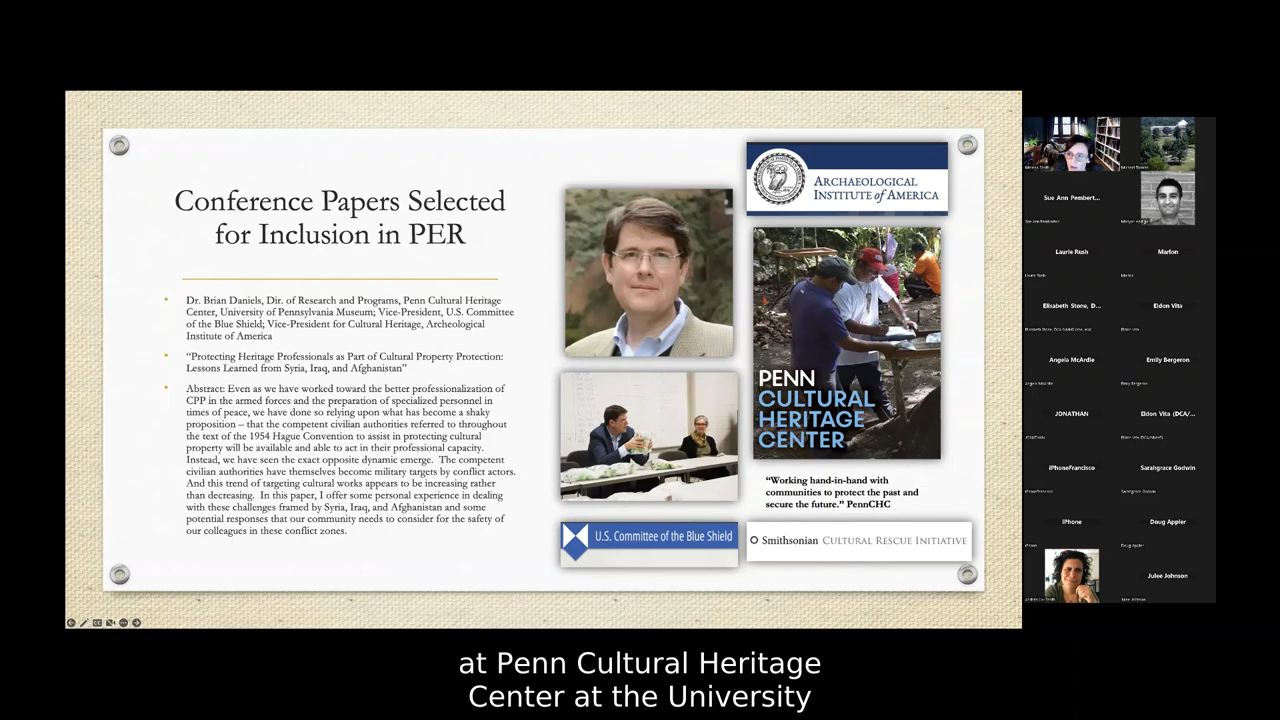 Conference Papers Selected
for Inclusion in PER
Dr. Brian Daniels, Dir. of Research and Programs, Penn Cultural Heritage
Center, University of Pennsylvania Museum; Vice-President, U.S. Committee
of the Blue Shield; Vice-President for Cultural Heritage, Archeological
Institute of America
“Protecting Heritage Professionals as Part of Cultural Property Protection:
Lessons Learned from Syria, Iraq, and Afghanistan”
Abstract: Even as we have worked toward the better professionalization of
CPP in the armed forces and the preparation of specialized personnel in
times of peace, we have done so relying upon what has become a shaky
proposition – that the competent civilian authorities referred to throughout
the text of the 1954 Hague Convention to assist in protecting cultural
property will be available and able to act in their professional capacity.
Instead, we have seen the exact opposite dynamic emerge. The competent
civilian authorities have themselves become military targets by conflict actors.
And this trend of targeting cultural works appears to be increasing rather
than decreasing. In this paper, I offer some personal experience in dealing
with these challenges framed by Syria, Iraq, and Afghanistan and some
potential responses that our community needs to consider for the safety of
our colleagues in these conflict zones.
ARCHAEOLOGICAL
INSTITUTE of AMERICA
PENN
CULTURAL
HERITAGE
CENTER
“Working hand-in-hand with
communities to protect the past and
secure the future.” PennCHC
U.S. Committee of the Blue Shield
Smithsonian CULTURAL RESCUE INITIATIVE
Sue Ann Pembert...
Laurie Rush
Marlon
Elisabeth Stone, D...
Eldon Vita
Angela McArdle
Emily Bergeron
JONATHAN
Eldon Vita (DCA/...
iPhoneFrancisco
Sarahgrace Godwin
iPhone
Doug Appler
Julee Johnson
at Penn Cultural Heritage
Center at the University